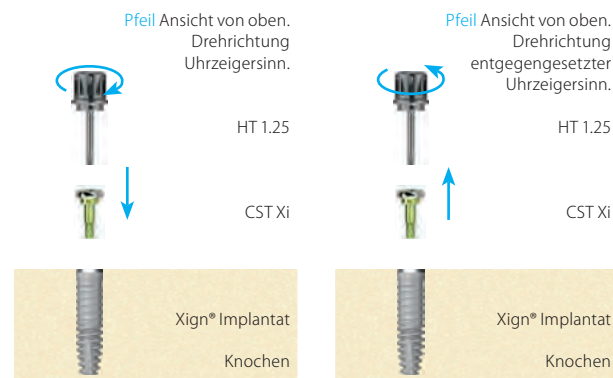 Pfeil Ansicht von oben.
Drehrichtung
Uhrzeigersinn.
HT 1.25
CST Xi
Xign® Implantat
Knochen
Pfeil Ansicht von oben.
Drehrichtung
entgegengesetzter
Uhrzeigersinn.
HT 1.25
CST Xi
Xign® Implantat
Knochen